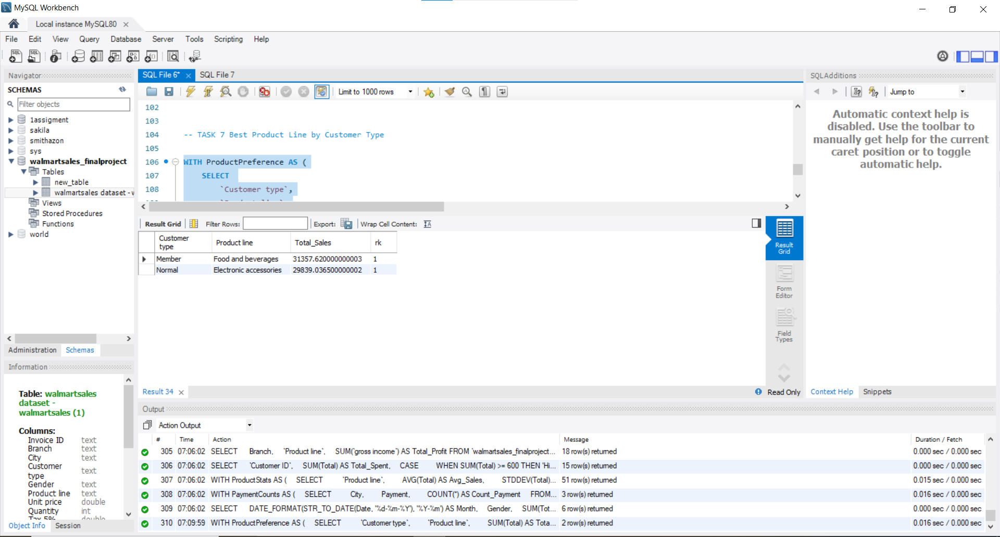 MySQL Workbench
Local instance MySQL80
File Edit View Query Database Server Tools Scripting Help
Navigator
SCHEMAS
Filter objects
1assigment
sakila
smithazon
sys
walmartsales_finalproject
Tables
new_table
walmartsales dataset - w
Views
Stored Procedures
Functions
world
Administration Schemas
Information
Table: walmartsales
dataset -
walmartsales (1)
Columns:
Invoice ID text
Branch text
City text
Customer
type text
Gender text
Product line text
Unit price double
Quantity int
Tax 5% double
Object Info Session
SQL File 6* SQL File 7
Limit to 1000 rows
102
103
104 -- TASK 7 Best Product Line by Customer Type
105
106 WITH ProductPreference AS (
107 SELECT
108 `Customer type`,
Result Grid Filter Rows: Export: Wrap Cell Content:
Customer
type Product line Total_Sales rk
Member Food and beverages 31357.620000000003 1
Normal Electronic accessories 29839.036500000002 1
Result
Grid
Form
Editor
Field
Types
Result 34
Read Only
SQLAdditions
Jump to
Automatic context help is
disabled. Use the toolbar to
manually get help for the current
caret position or to toggle
automatic help.
Context Help Snippets
Output
Action Output
# Time Action Message Duration / Fetch
305 07:06:02 SELECT Branch, `Product line`, SUM(`gross income`) AS Total_Profit FROM `walmartsales_finalproject... 18 row(s) returned 0.000 sec / 0.000 sec
306 07:06:02 SELECT `Customer ID`, SUM(Total) AS Total_Spent, CASE WHEN SUM(Total) >= 600 THEN 'Hi... 15 row(s) returned 0.000 sec / 0.000 sec
307 07:06:02 WITH ProductStats AS ( SELECT `Product line`, AVG(Total) AS Avg_Sales, STDDEV(Total)... 51 row(s) returned 0.015 sec / 0.000 sec
308 07:06:02 WITH PaymentCounts AS ( SELECT City, Payment, COUNT(*) AS Count_Payment FROM... 3 row(s) returned 0.016 sec / 0.000 sec
309 07:06:02 SELECT DATE_FORMAT(STR_TO_DATE(Date, '%d-%m-%Y'), '%Y-%m') AS Month, Gender, SUM(Tot... 6 row(s) returned 0.000 sec / 0.000 sec
310 07:09:59 WITH ProductPreference AS ( SELECT `Customer type`, `Product line`, SUM(Total) AS Tota... 2 row(s) returned 0.016 sec / 0.000 sec